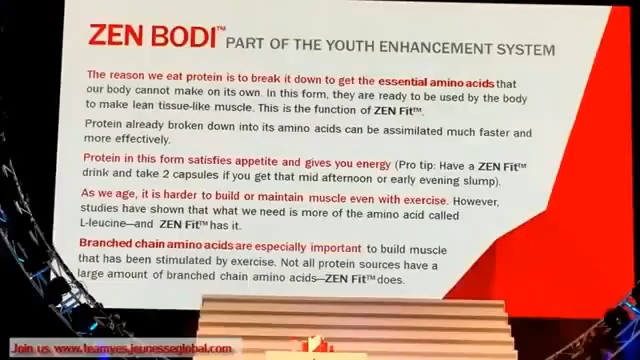 ZEN BODI™ PART OF THE YOUTH ENHANCEMENT SYSTEM
The reason we eat protein is to break it down to get the essential amino acids that
our body cannot make on its own. In this form, they are ready to be used by the body
to make lean tissue-like muscle. This is the function of ZEN Fit™.
Protein already broken down into its amino acids can be assimilated much faster and
more effectively.
Protein in this form satisfies appetite and gives you energy (Pro tip: Have a ZEN Fit™
drink and take 2 capsules if you get that mid afternoon or early evening slump).
As we age, it is harder to build or maintain muscle even with exercise. However,
studies have shown that what we need is more of the amino acid called
L-leucine—and ZEN Fit™ has it.
Branched chain amino acids are especially important to build muscle
that has been stimulated by exercise. Not all protein sources have a
large amount of branched chain amino acids—ZEN Fit™ does.
Join us www.teamyes.jeunesseglobal.com